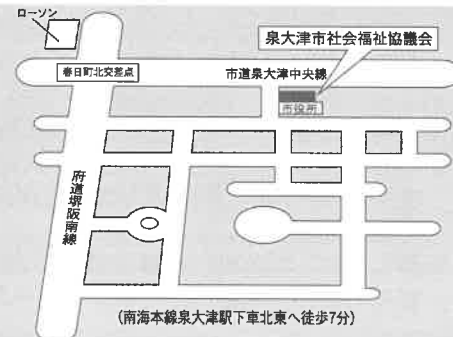 ローソン
泉大津市社会福祉協議会
春日町北交差点
市道泉大津中央線
市役所
府道堺阪南線
(南海本線泉大津駅下車北東へ徒歩7分)